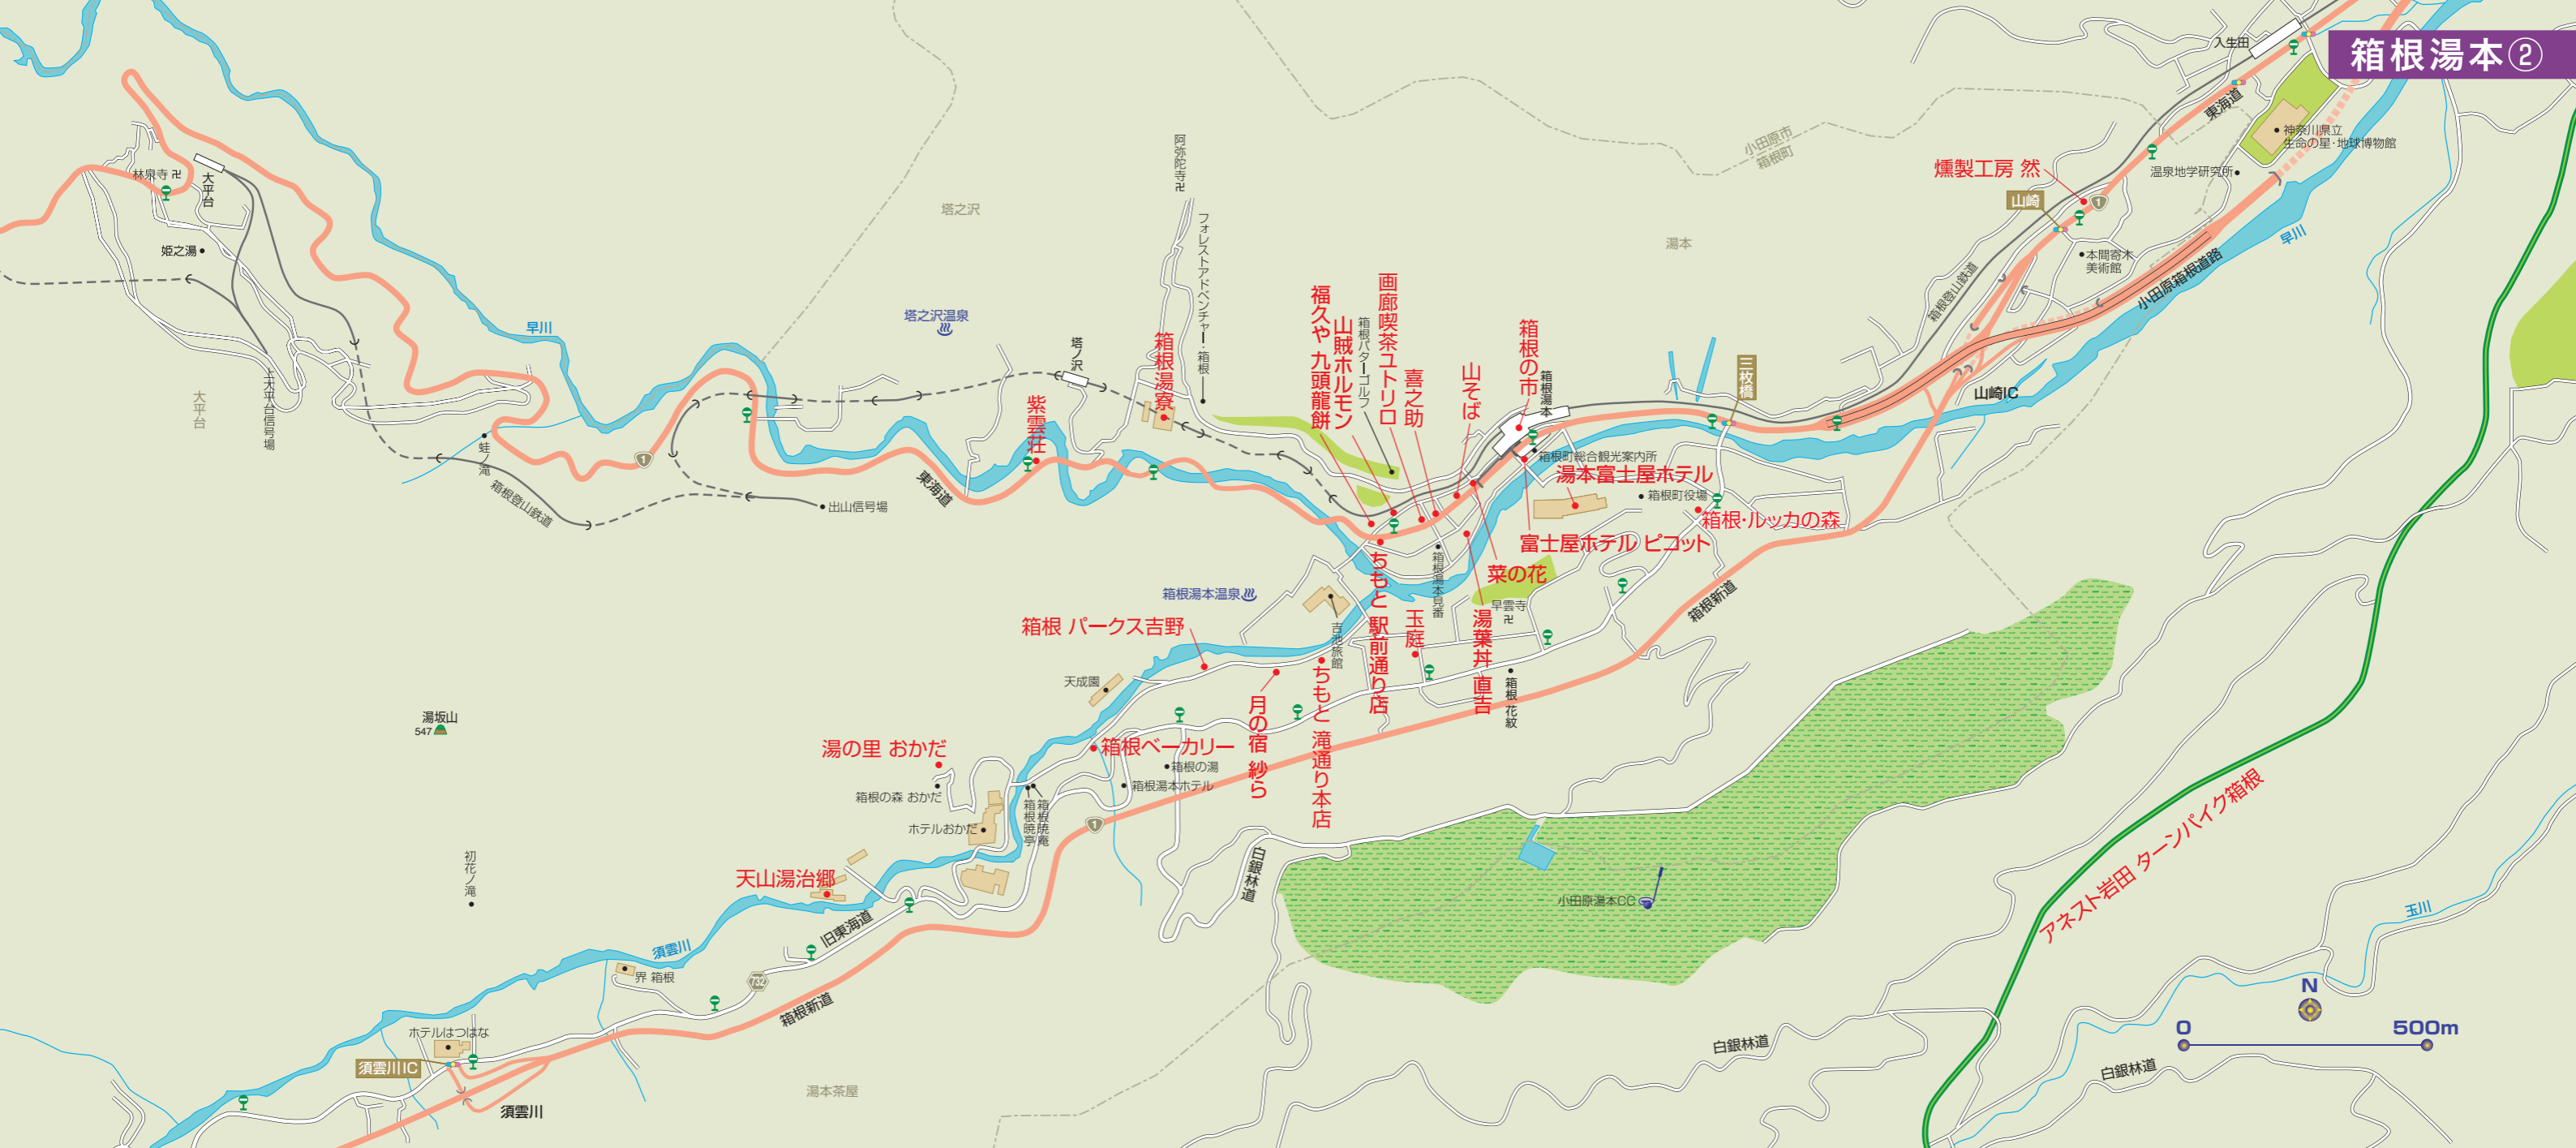 箱根湯本②
入生田
東海道
神奈川県立
生命の星･地球博物館
温泉地学研究所
小田原市
箱根町
燻製工房 然
山崎
1
本間寄木
美術館
早川
小田原箱根道路
箱根登山鉄道
山崎IC
三枚橋
湯本
塔之沢
阿弥陀寺卍
フォレストアドベンチャー・箱根
林泉寺 卍
大平台
姫之湯
早川
塔之沢温泉
塔ノ沢
箱根湯寮
紫雲荘
福久や 九頭龍餅
山賊ホルモン
箱根パターゴルフ
画廊喫茶ユトリロ
喜之助
山そば
箱根の市
箱根湯本
箱根町総合観光案内所
湯本富士屋ホテル
箱根町役場
箱根･ルッカの森
富士屋ホテル ピコット
菜の花
大平台
上大平台信号場
蛙ノ滝
1
箱根登山鉄道
出山信号場
東海道
箱根湯本温泉
ちもと 駅前通り店
箱根湯本見番
湯葉丼 直吉
早雲寺
卍
箱根新道
箱根 パークス吉野
吉池旅館
玉庭
箱根 花紋
天成園
月の宿 紗ら
ちもと 滝通り本店
湯坂山
547
湯の里 おかだ
箱根ベーカリー
箱根の湯
箱根湯本ホテル
箱根の森 おかだ
ホテルおかだ
箱根暁亭
箱根暁庵
1
天山湯治郷
初花ノ滝
白銀林道
小田原湯本CC
アネスト岩田 ターンパイク箱根
玉川
旧東海道
須雲川
界 箱根
732
箱根新道
ホテルはつはな
須雲川IC
須雲川
湯本茶屋
白銀林道
白銀林道
N
0
500m